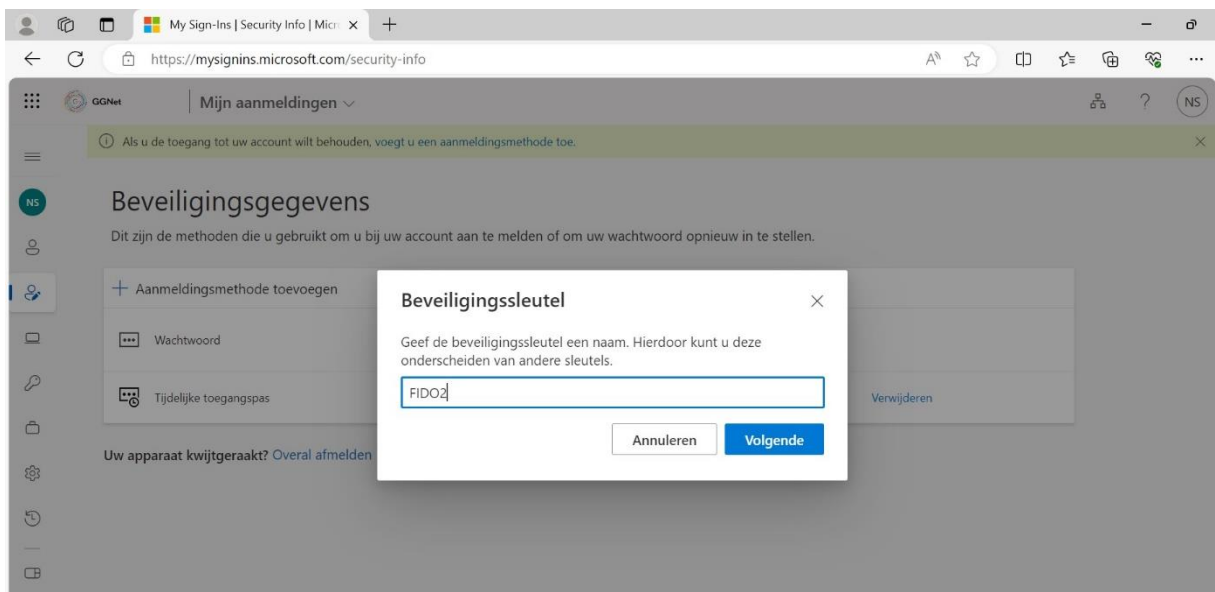 My Sign-Ins | Security Info | Micr
https://mysignins.microsoft.com/security-info
GGNet
Mijn aanmeldingen
NS
Als u de toegang tot uw account wilt behouden, voegt u een aanmeldingsmethode toe.
NS
Beveiligingsgegevens
Dit zijn de methoden die u gebruikt om u bij uw account aan te melden of om uw wachtwoord opnieuw in te stellen.
Aanmeldingsmethode toevoegen
Wachtwoord
Tijdelijke toegangspas
Verwijderen
Uw apparaat kwijtgeraakt? Overal afmelden
Beveiligingssleutel
Geef de beveiligingssleutel een naam. Hierdoor kunt u deze
onderscheiden van andere sleutels.
FIDO2
Annuleren
Volgende